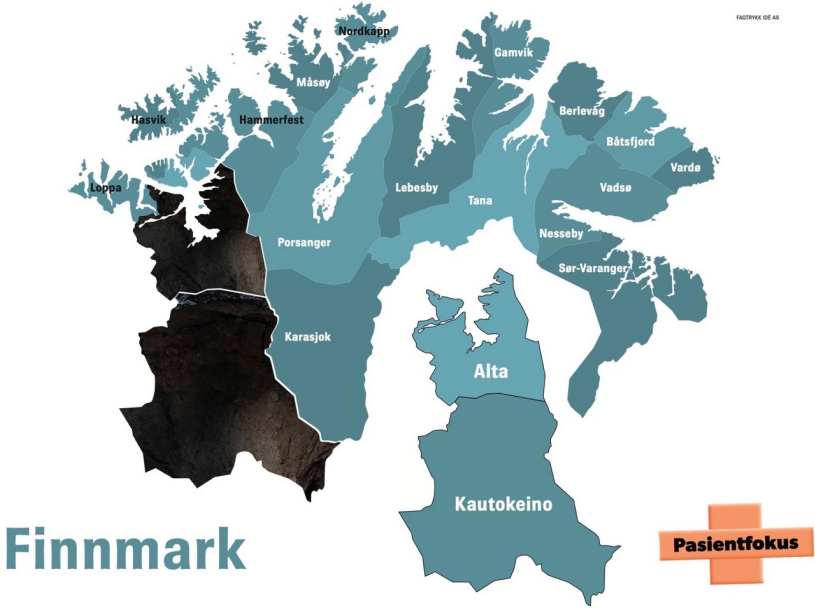 FAGTRYKK IDÉ AS
Nordkapp
Gamvik
Måsøy
Berlevåg
Hasvik
Hammerfest
Båtsfjord
Vardø
Loppa
Lebesby
Vadsø
Tana
Nesseby
Porsanger
Sør-Varanger
Karasjok
Alta
Kautokeino
Finnmark
Pasientfokus